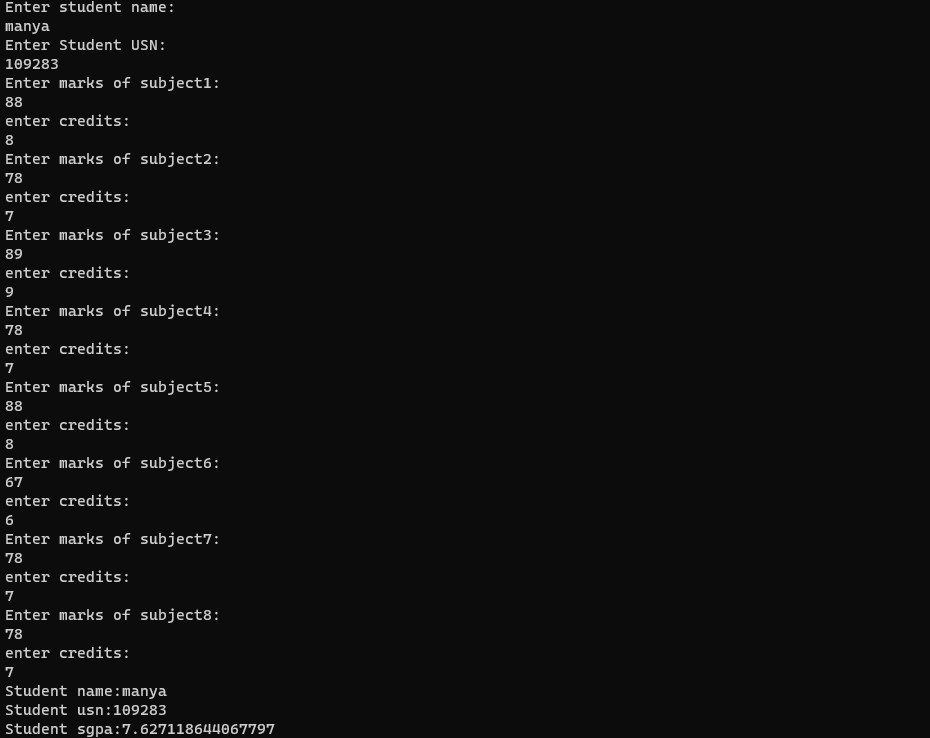 Enter student name:
manya
Enter Student USN:
109283
Enter marks of subject1:
88
enter credits:
8
Enter marks of subject2:
78
enter credits:
7
Enter marks of subject3:
89
enter credits:
9
Enter marks of subject4:
78
enter credits:
7
Enter marks of subject5:
88
enter credits:
8
Enter marks of subject6:
67
enter credits:
6
Enter marks of subject7:
78
enter credits:
7
Enter marks of subject8:
78
enter credits:
7
Student name:manya
Student usn:109283
Student sgpa:7.627118644067797